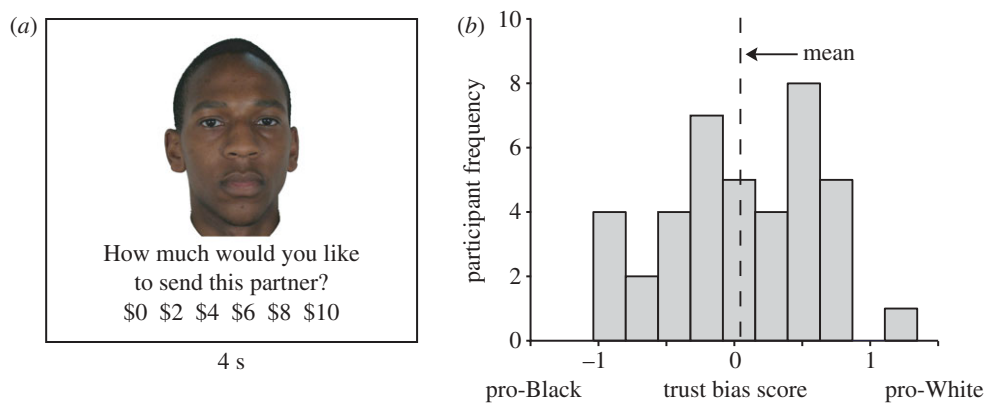 (a)
How much would you like
to send this partner?
$0 $2 $4 $6 $8 $10
4 s
(b)
10
8
6
4
2
0
participant frequency
mean
–1 0 1
pro-Black trust bias score pro-White